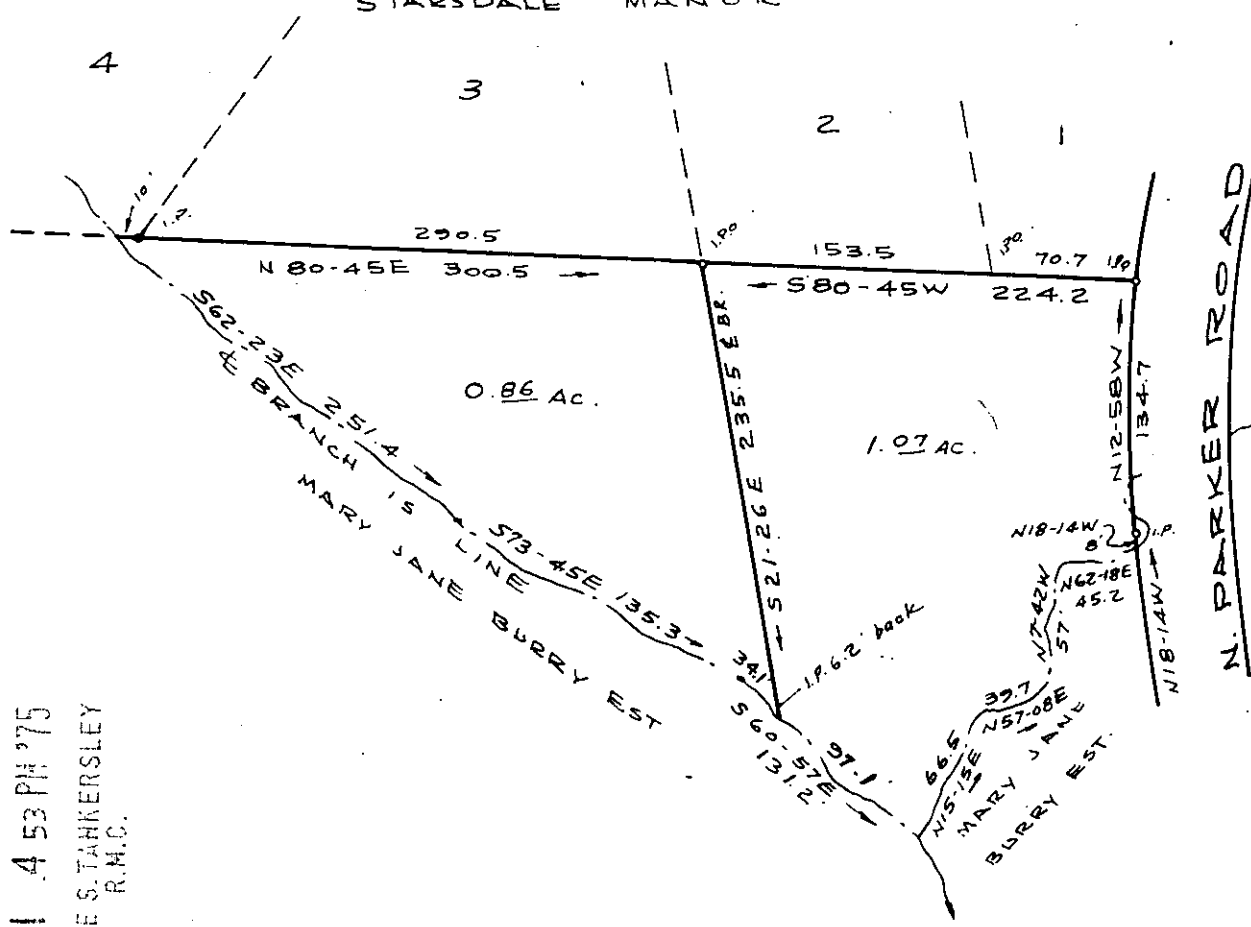 STARSDALE MANOR
4
3
2
1
10'
I.P.
290.5
N 80-45E 300.5
I.P.O
153.5
30.
70.7
I.P.O
S80-45W
224.2
S62-23E 251.4
℄ BRANCH IS LINE
MARY JANE BURRY EST
0.86 AC.
S21-26E 235.5 ℄ BR.
1.07 AC.
N12-58W
134.7
N18-14W
8'
I.P.
N62-18E
45.2
N18-14W
N. PARKER ROAD
N7-42W
57'
S73-45E 135.3
34.1
I.P. 6.2' back
S60-57E
131.2
97.1
39.7
N57-08E
66.5
N15-15E
MARY JANE
BURRY EST.
1 4 53 PM '75
E S. TANKERSLEY
R.M.C.